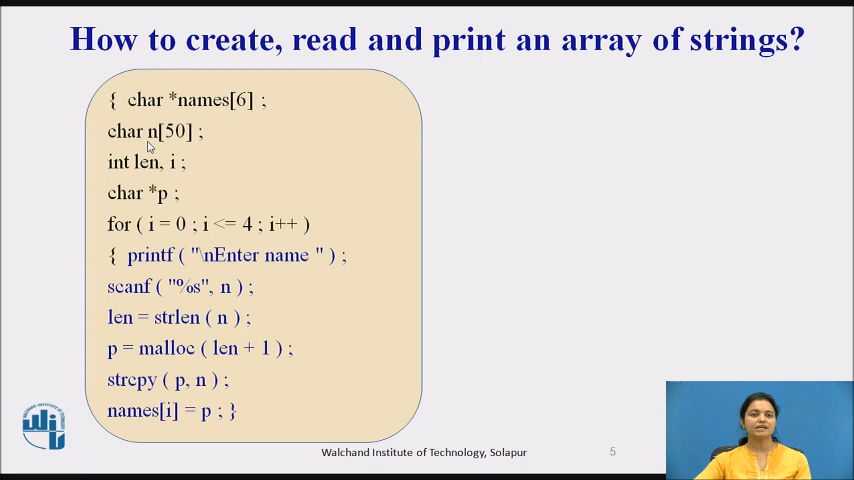 How to create, read and print an array of strings?
{ char *names[6] ;
char n[50] ;
int len, i ;
char *p ;
for ( i = 0 ; i <= 4 ; i++ )
{ printf ( "\nEnter name " ) ;
scanf ( "%s", n ) ;
len = strlen ( n ) ;
p = malloc ( len + 1 ) ;
strcpy ( p, n ) ;
names[i] = p ; }
Walchand Institute of Technology, Solapur
5